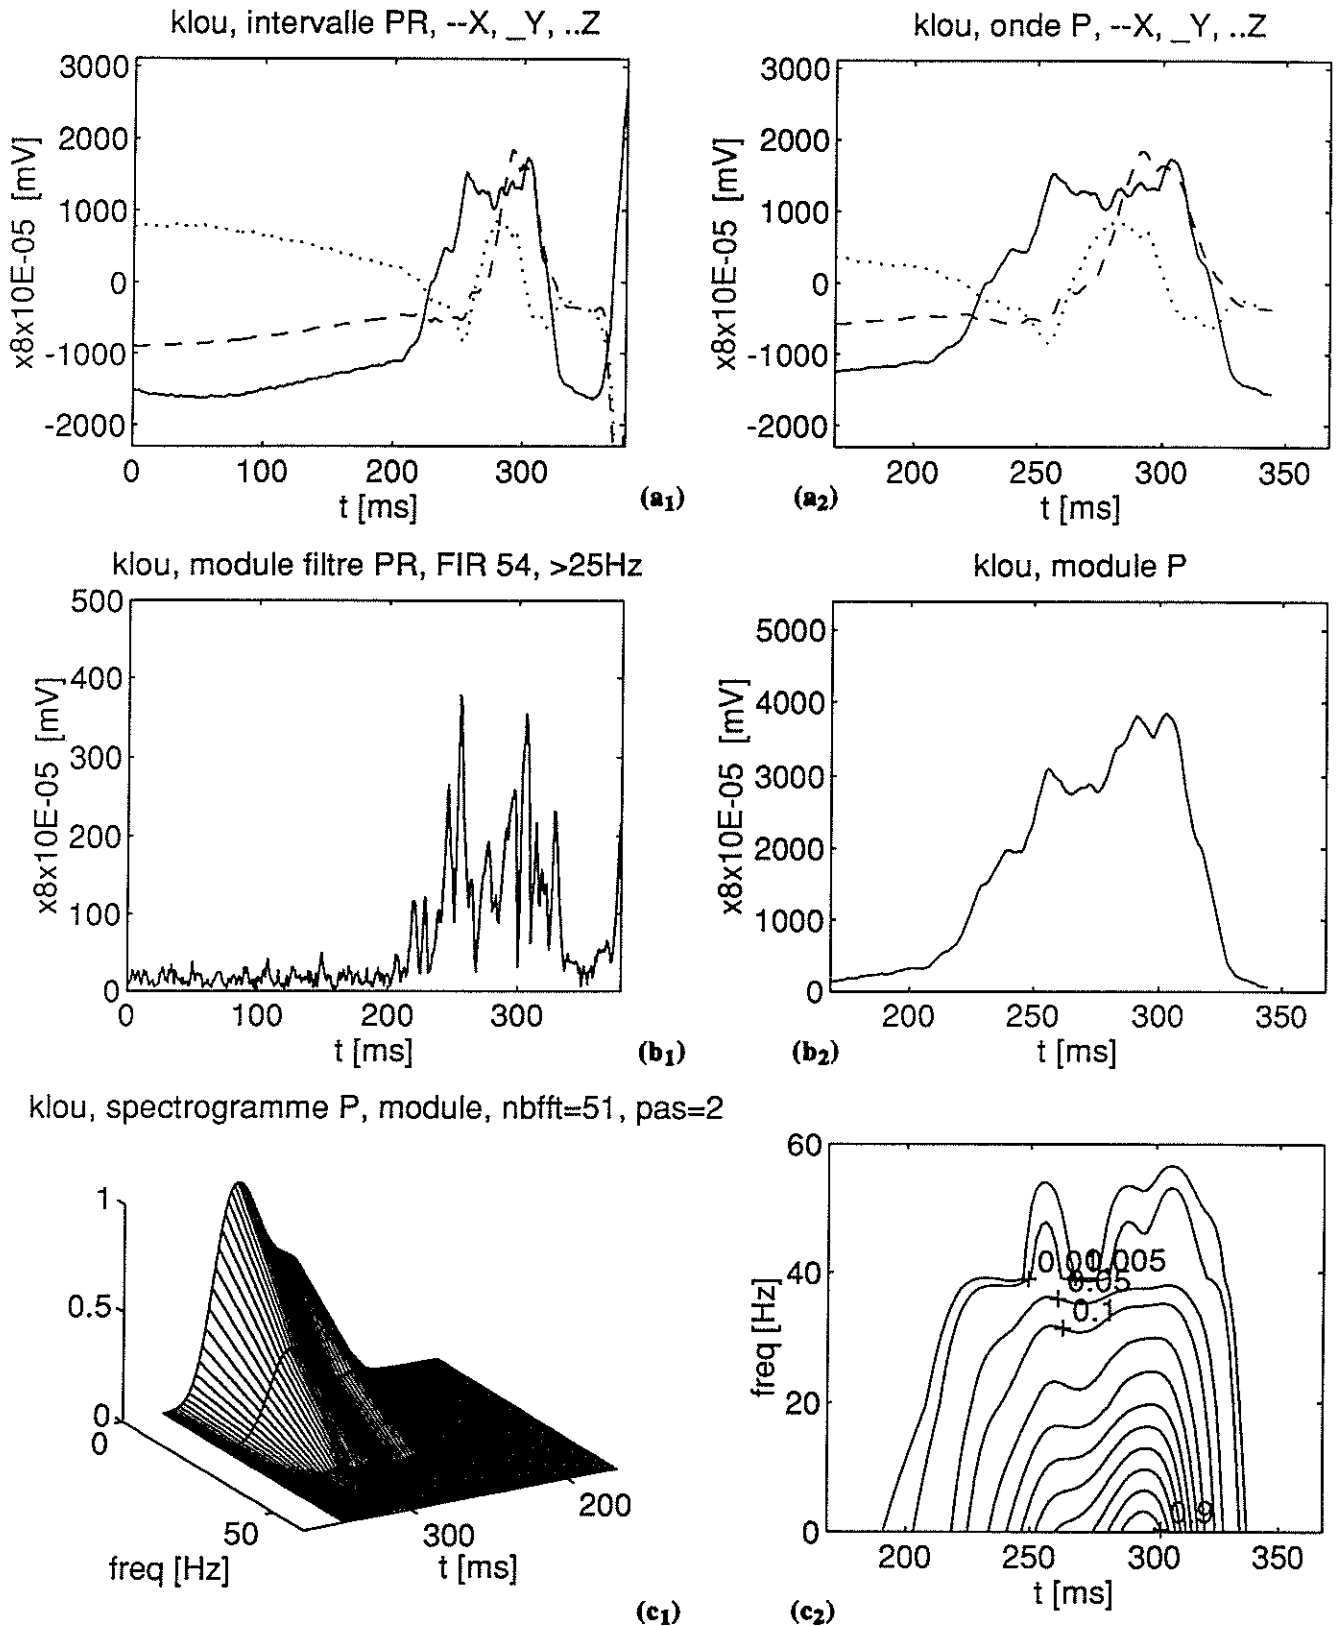 klou, intervalle PR, --X, _Y, ..Z
3000
2000
1000
0
-1000
-2000
x8x10E-05 [mV]
0 100 200 300
t [ms]
(a1)
klou, onde P, --X, _Y, ..Z
3000
2000
1000
0
-1000
-2000
x8x10E-05 [mV]
200 250 300 350
t [ms]
(a2)
klou, module filtre PR, FIR 54, >25Hz
500
400
300
200
100
0
x8x10E-05 [mV]
0 100 200 300
t [ms]
(b1)
klou, module P
5000
4000
3000
2000
1000
0
x8x10E-05 [mV]
200 250 300 350
t [ms]
(b2)
klou, spectrogramme P, module, nbfft=51, pas=2
1
0.5
0
0
50
freq [Hz]
300
200
t [ms]
(c1)
60
40
20
0
freq [Hz]
0.05
0.1
0.9
200 250 300 350
t [ms]
(c2)